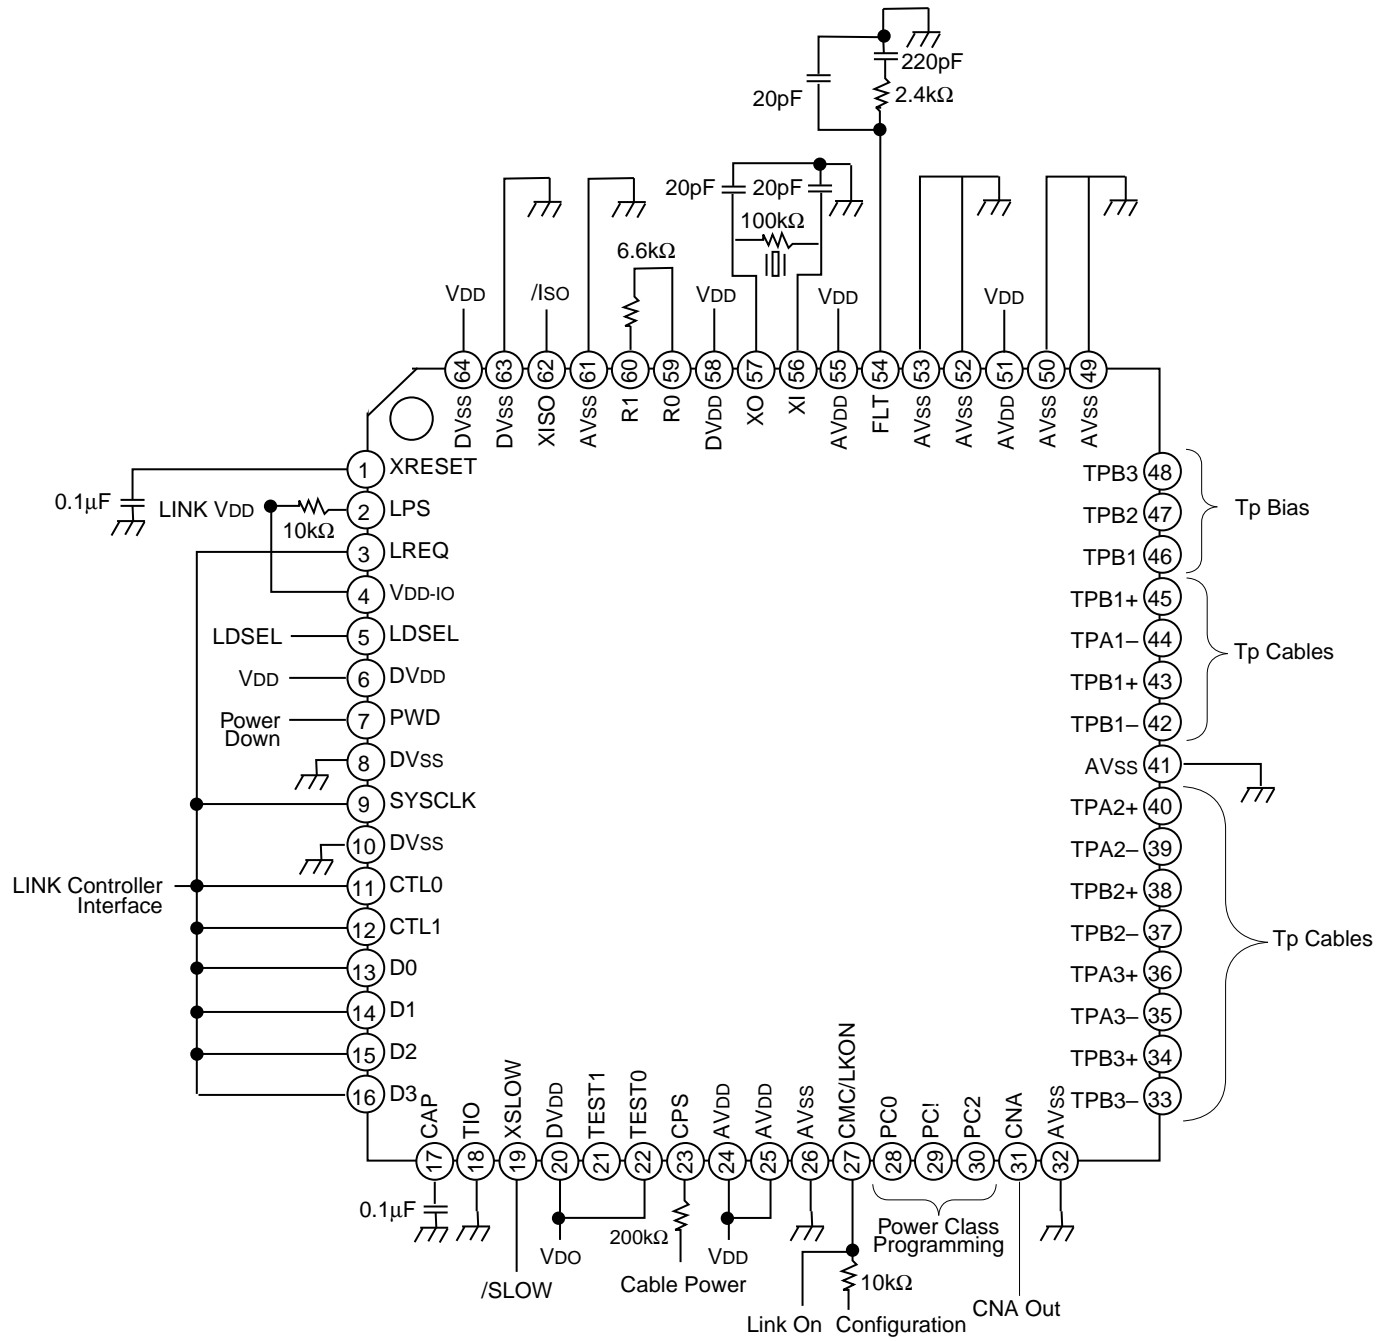 220pF
20pF
2.4kΩ
20pF 20pF
100kΩ
6.6kΩ
VDD /ISO VDD VDD VDD
64 63 62 61 60 59 58 57 56 55 54 53 52 51 50 49
DVSS DVSS XISO AVSS R1 R0 DVDD XO XI AVDD FLT AVSS AVSS AVDD AVSS AVSS
0.1µF
LINK VDD
10kΩ
1 XRESET
2 LPS
3 LREQ
4 VDD-IO
LDSEL 5 LDSEL
VDD 6 DVDD
Power
Down
7 PWD
8 DVSS
9 SYSCLK
10 DVSS
LINK Controller
Interface
11 CTL0
12 CTL1
13 D0
14 D1
15 D2
16 D3
TPB3 48
TPB2 47
TPB1 46
Tp Bias
TPB1+ 45
TPA1– 44
TPB1+ 43
TPB1– 42
Tp Cables
AVSS 41
TPA2+ 40
TPA2– 39
TPB2+ 38
TPB2– 37
TPA3+ 36
TPA3– 35
TPB3+ 34
TPB3– 33
Tp Cables
CAP TIO XSLOW DVDD TEST1 TEST0 CPS AVDD AVDD AVSS CMC/LKON PC0 PC! PC2 CNA AVSS
17 18 19 20 21 22 23 24 25 26 27 28 29 30 31 32
0.1µF
/SLOW
VDO
200kΩ
Cable Power
VDD
Power Class
Programming
10kΩ
Link On Configuration
CNA Out